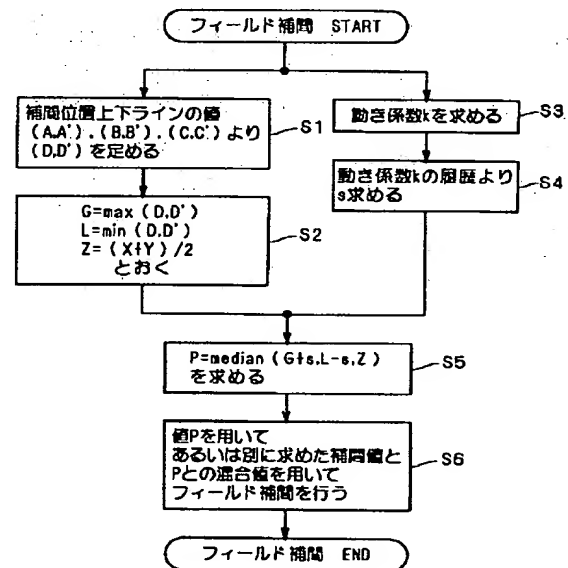 フィールド補間 START
補間位置上下ラインの値
(A,A').(B,B').(C,C')より
(D,D')を定める
S1
動き係数kを求める
S3
動き係数kの履歴より
s求める
S4
G=max(D,D')
L=min(D,D')
Z=(X+Y)/2
とおく
S2
P=median(G+s,L-s,Z)
を求める
S5
値Pを用いて
あるいは別に求めた補間値と
Pとの混合値を用いて
フィールド補間を行う
S6
フィールド補間 END